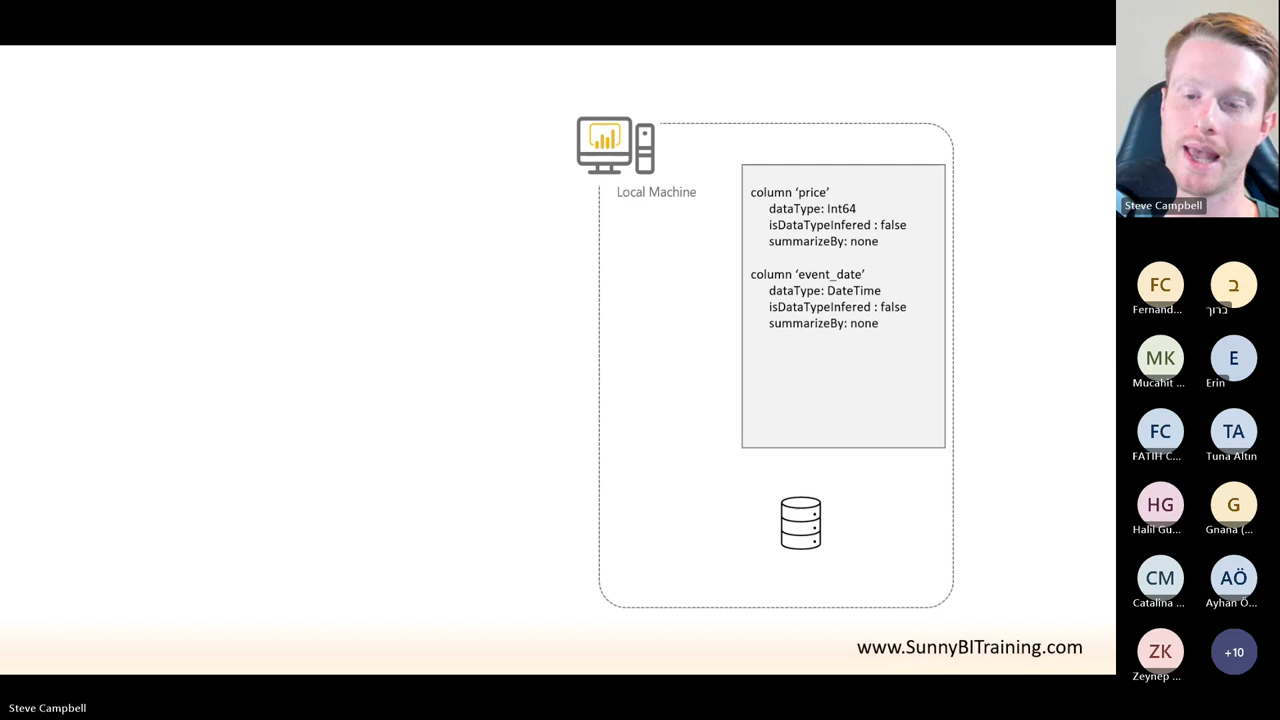 Local Machine
column ‘price’
dataType: Int64
isDataTypeInfered : false
summarizeBy: none
column ‘event_date’
dataType: DateTime
isDataTypeInfered : false
summarizeBy: none
www.SunnyBITraining.com
Steve Campbell
Steve Campbell
FC
Fernand...
ב
ברוך
MK
Mucahit ...
E
Erin
FC
FATIH C...
TA
Tuna Altın
HG
Halil Gu...
G
Gnana (...
CM
Catalina ...
AÖ
Ayhan Ö...
ZK
Zeynep ...
+10